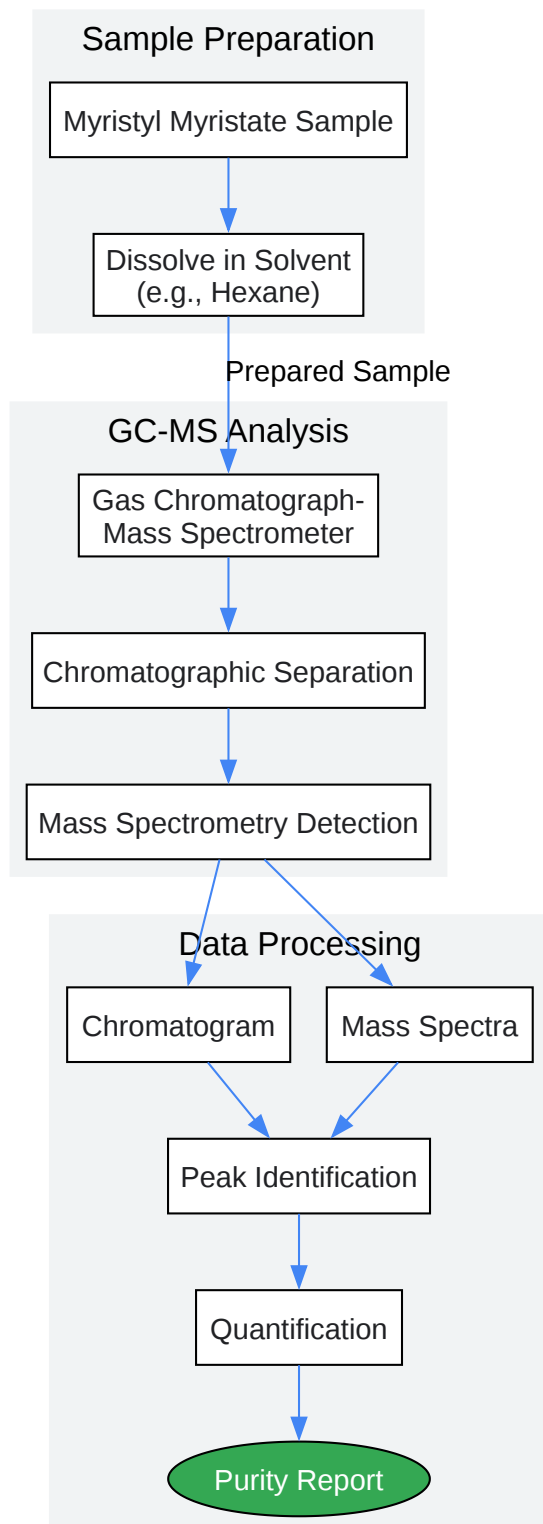 Sample Preparation
Myristyl Myristate Sample
Dissolve in Solvent
(e.g., Hexane)
Prepared Sample
GC-MS Analysis
Gas Chromatograph-
Mass Spectrometer
Chromatographic Separation
Mass Spectrometry Detection
Data Processing
Chromatogram
Mass Spectra
Peak Identification
Quantification
Purity Report